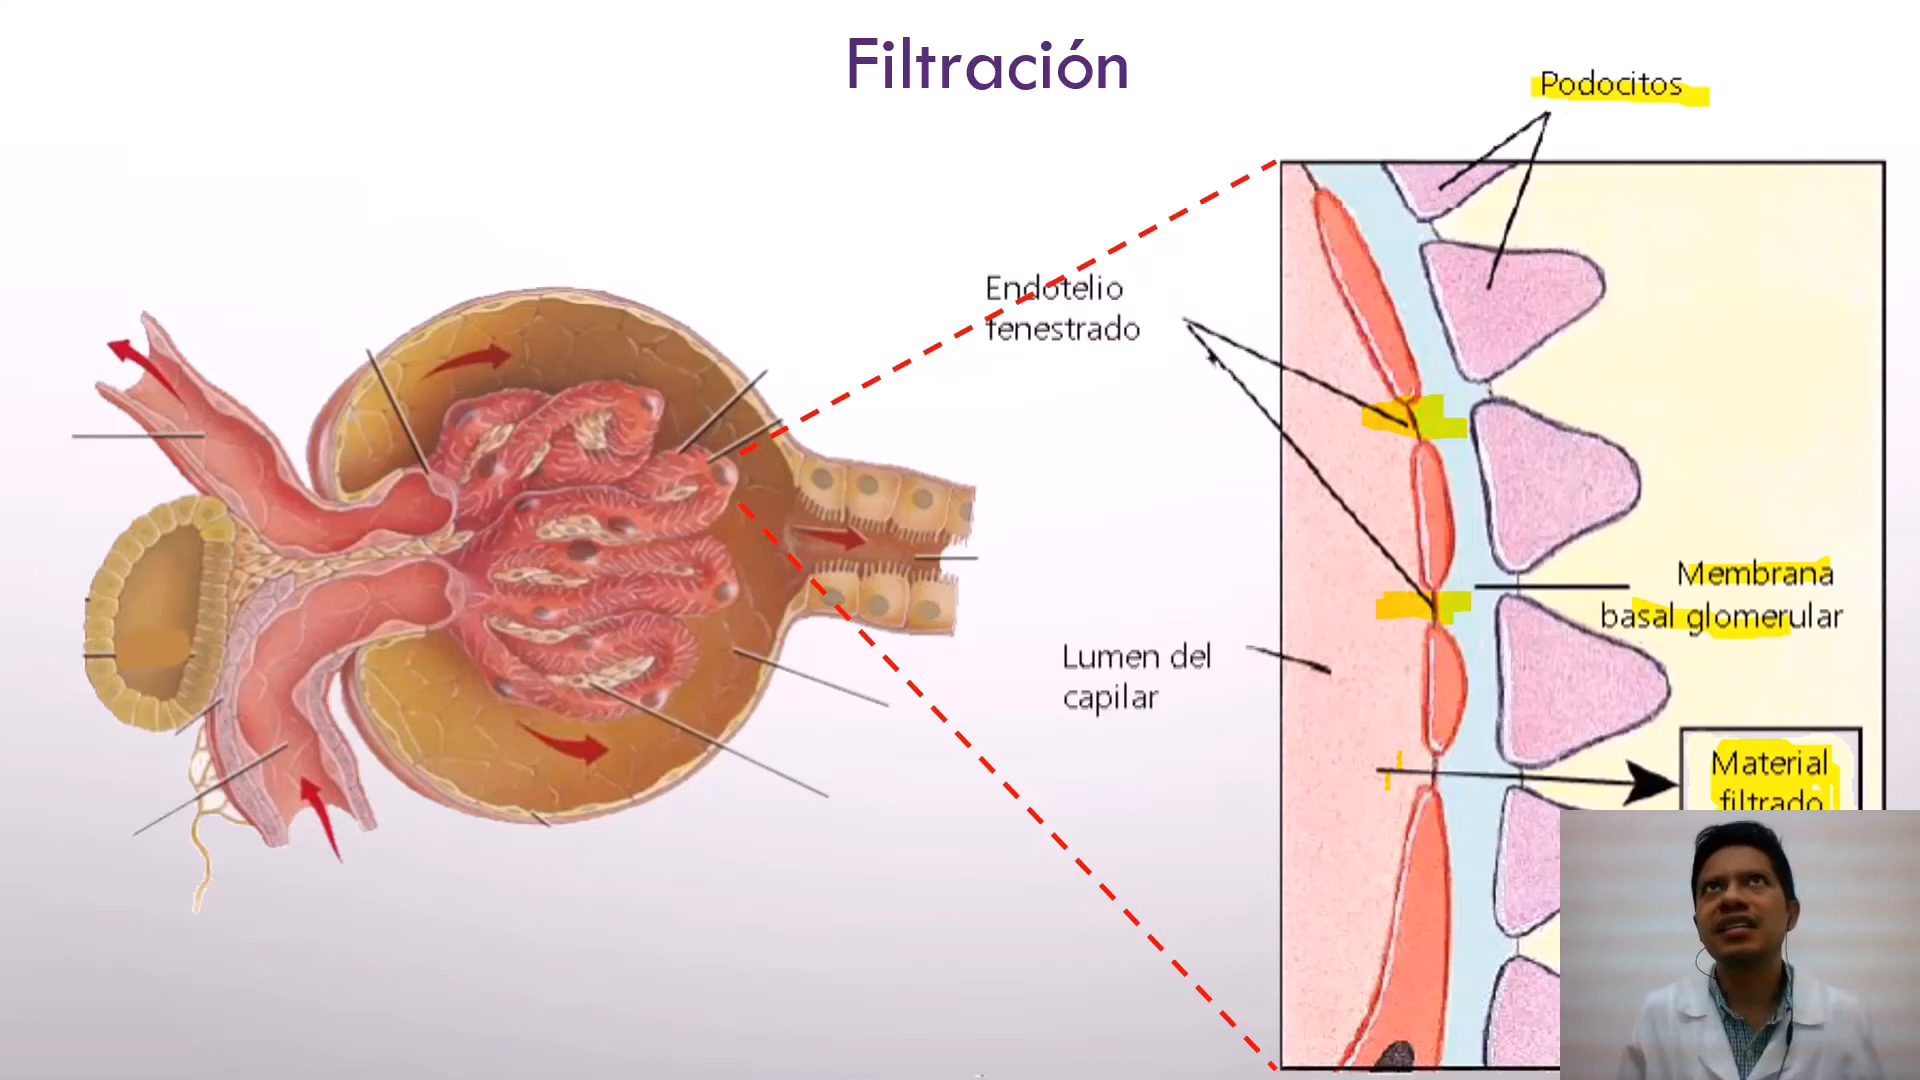 Filtración
Podocitos
Endotelio
fenestrado
Membrana
basal glomerular
Lumen del
capilar
Material
filtrado